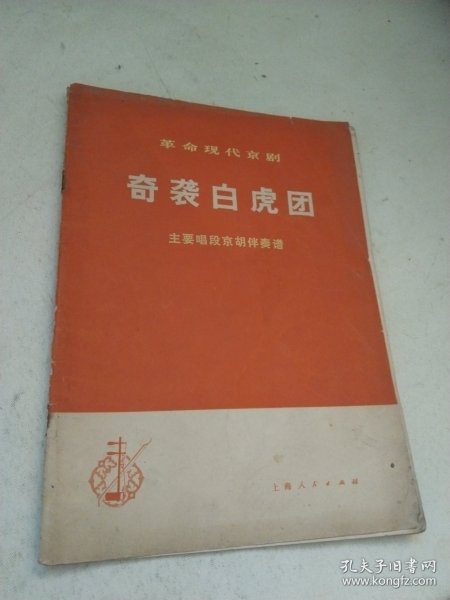 革命现代京剧
奇袭白虎团
主要唱段京胡伴奏谱
上海人民出版社
孔夫子旧书网
www.kongfz.com